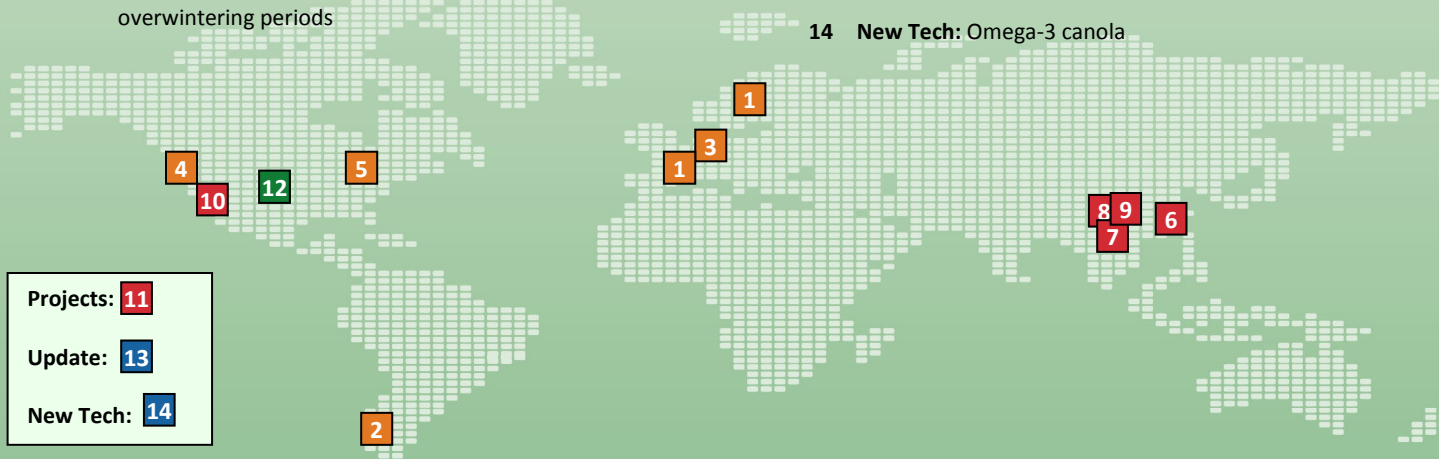 overwintering periods
14 New Tech: Omega-3 canola
1
3
4
5
1
12
10
8 9 6
7
Projects: 11
Update: 13
New Tech: 14
2